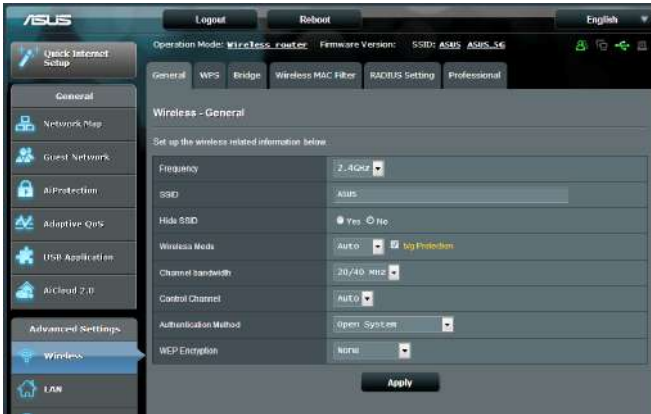 ASUS
Logout
Reboot
English
Quick Internet Setup
Operation Mode: Wireless router Firmware Version: SSID: ASUS ASUS_5G
General
WPS
Bridge
Wireless MAC Filter
RADIUS Setting
Professional
General
Network Map
Guest Network
AiProtection
Adaptive QoS
USB Application
AiCloud 2.0
Advanced Settings
Wireless
LAN
Wireless - General
Set up the wireless related information below.
Frequency 2.4GHz
SSID ASUS
Hide SSID Yes No
Wireless Mode Auto b/g Protection
Channel bandwidth 20/40 MHz
Control Channel Auto
Authentication Method Open System
WEP Encryption None
Apply